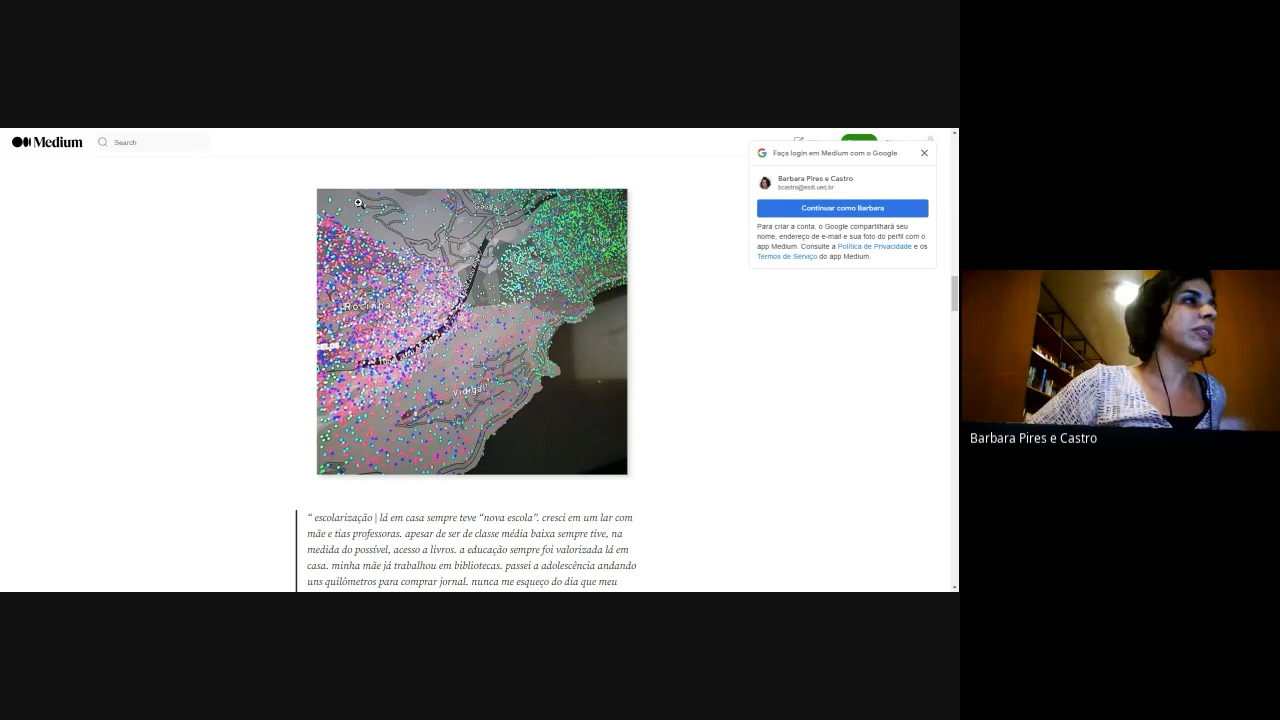 Medium
Search
Faça login em Medium com o Google
Barbara Pires e Castro
bcastro@esdi.uerj.br
Continuar como Barbara
Para criar a conta, o Google compartilhará seu
nome, endereço de e-mail e sua foto do perfil com o
app Medium. Consulte a Política de Privacidade e os
Termos de Serviço do app Medium.
Rocinha
Vidigal
“ escolarização | lá em casa sempre teve “nova escola”. cresci em um lar com
mãe e tias professoras. apesar de ser de classe média baixa sempre tive, na
medida do possível, acesso a livros. a educação sempre foi valorizada lá em
casa. minha mãe já trabalhou em bibliotecas. passei a adolescência andando
uns quilômetros para comprar jornal. nunca me esqueço do dia que meu
Barbara Pires e Castro